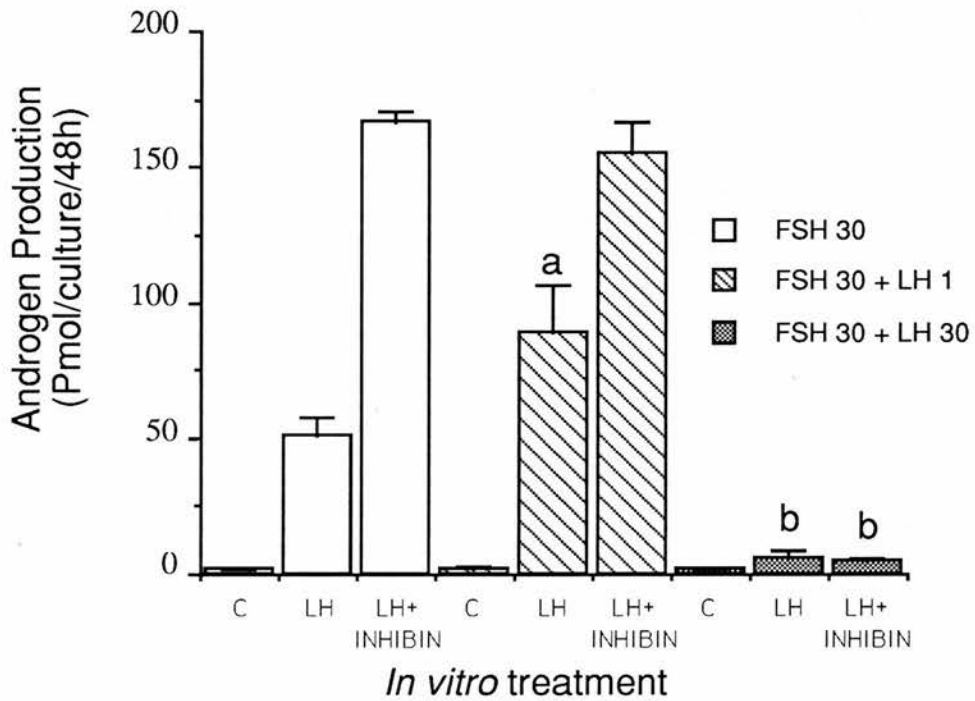 Androgen Production
(Pmol/culture/48h)
200
150
100
50
0
a
b
b
FSH 30
FSH 30 + LH 1
FSH 30 + LH 30
C LH LH+ INHIBIN C LH LH+ INHIBIN C LH LH+ INHIBIN
In vitro treatment